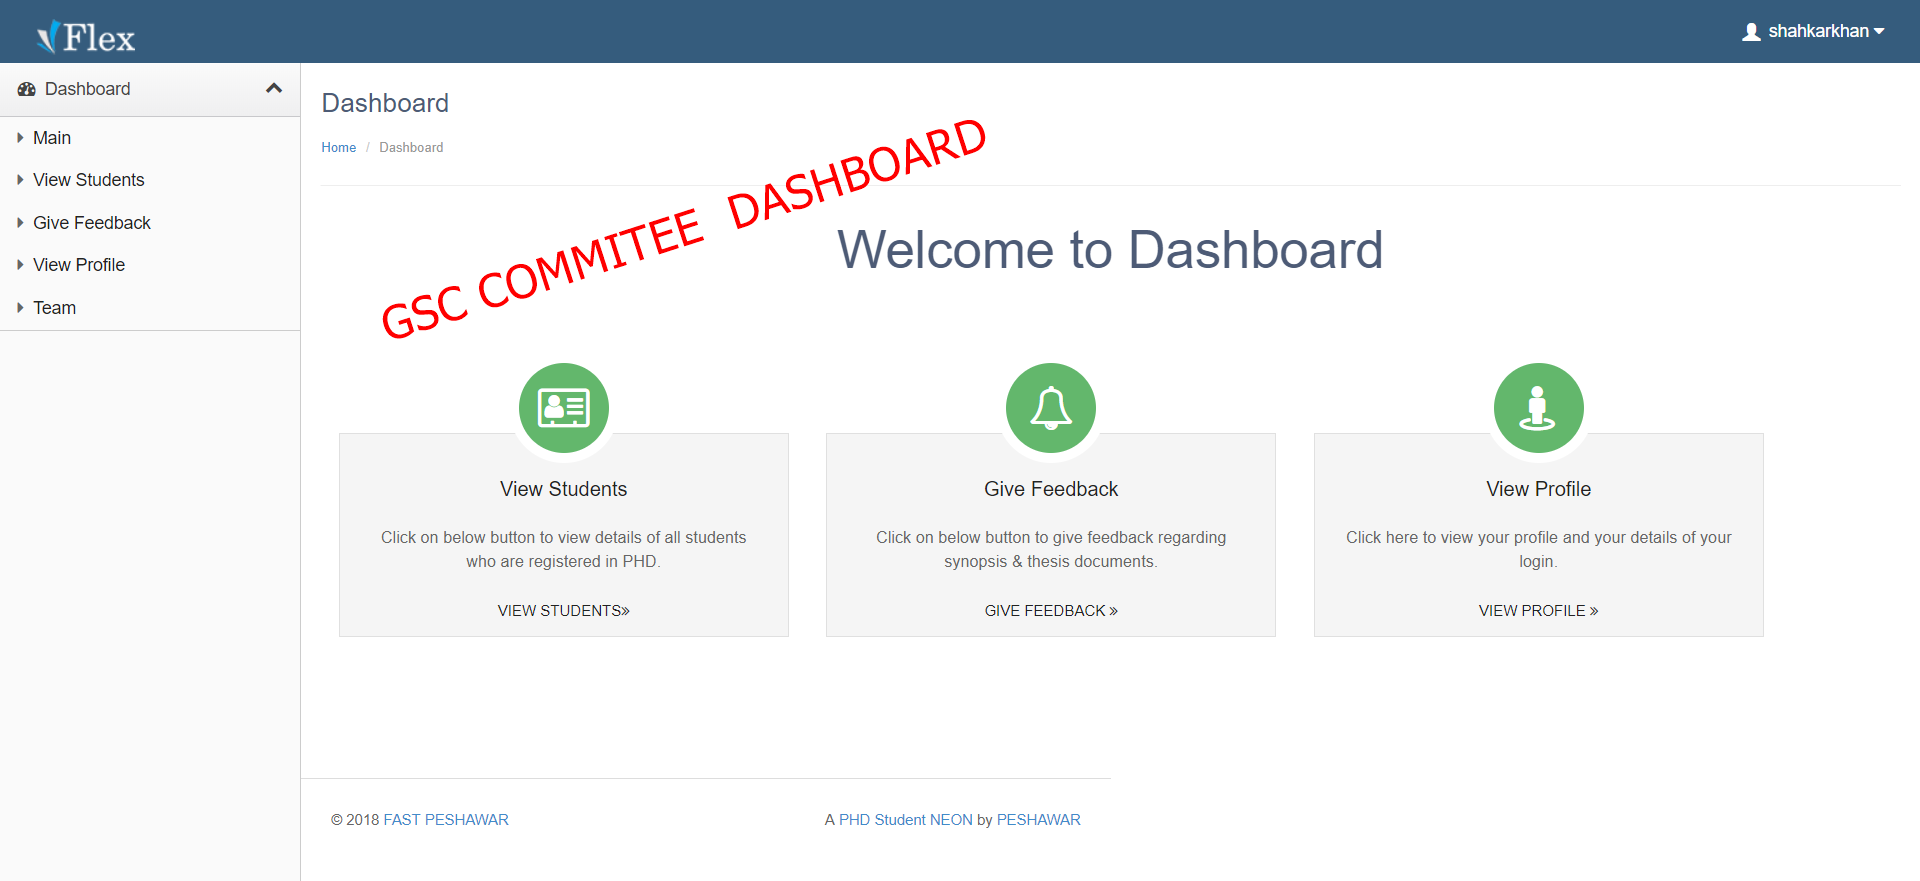 Flex
shahkarkhan
Dashboard
Main
View Students
Give Feedback
View Profile
Team
Dashboard
Home / Dashboard
GSC COMMITEE DASHBOARD
Welcome to Dashboard
View Students
Click on below button to view details of all students
who are registered in PHD.
VIEW STUDENTS»
Give Feedback
Click on below button to give feedback regarding
synopsis & thesis documents.
GIVE FEEDBACK »
View Profile
Click here to view your profile and your details of your
login.
VIEW PROFILE »
© 2018 FAST PESHAWAR
A PHD Student NEON by PESHAWAR